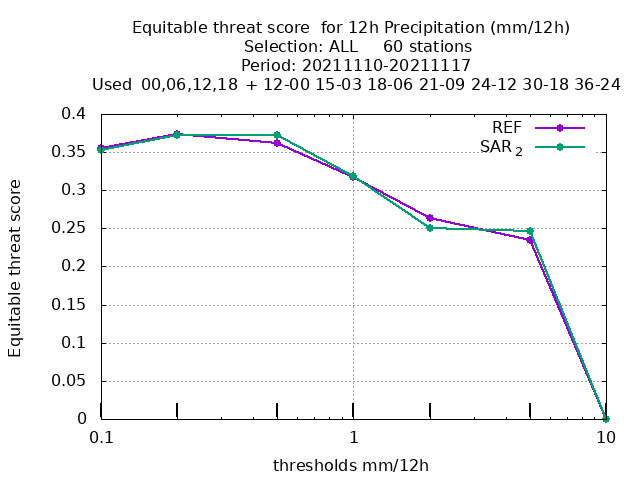 Equitable threat score  for 12h Precipitation (mm/12h)
Selection: ALL     60 stations
Period: 20211110-20211117
Used  00,06,12,18  + 12-00 15-03 18-06 21-09 24-12 30-18 36-24
REF
SAR 2
0.4
0.35
0.3
0.25
0.2
0.15
0.1
0.05
0
Equitable threat score
0.1
1
10
thresholds mm/12h